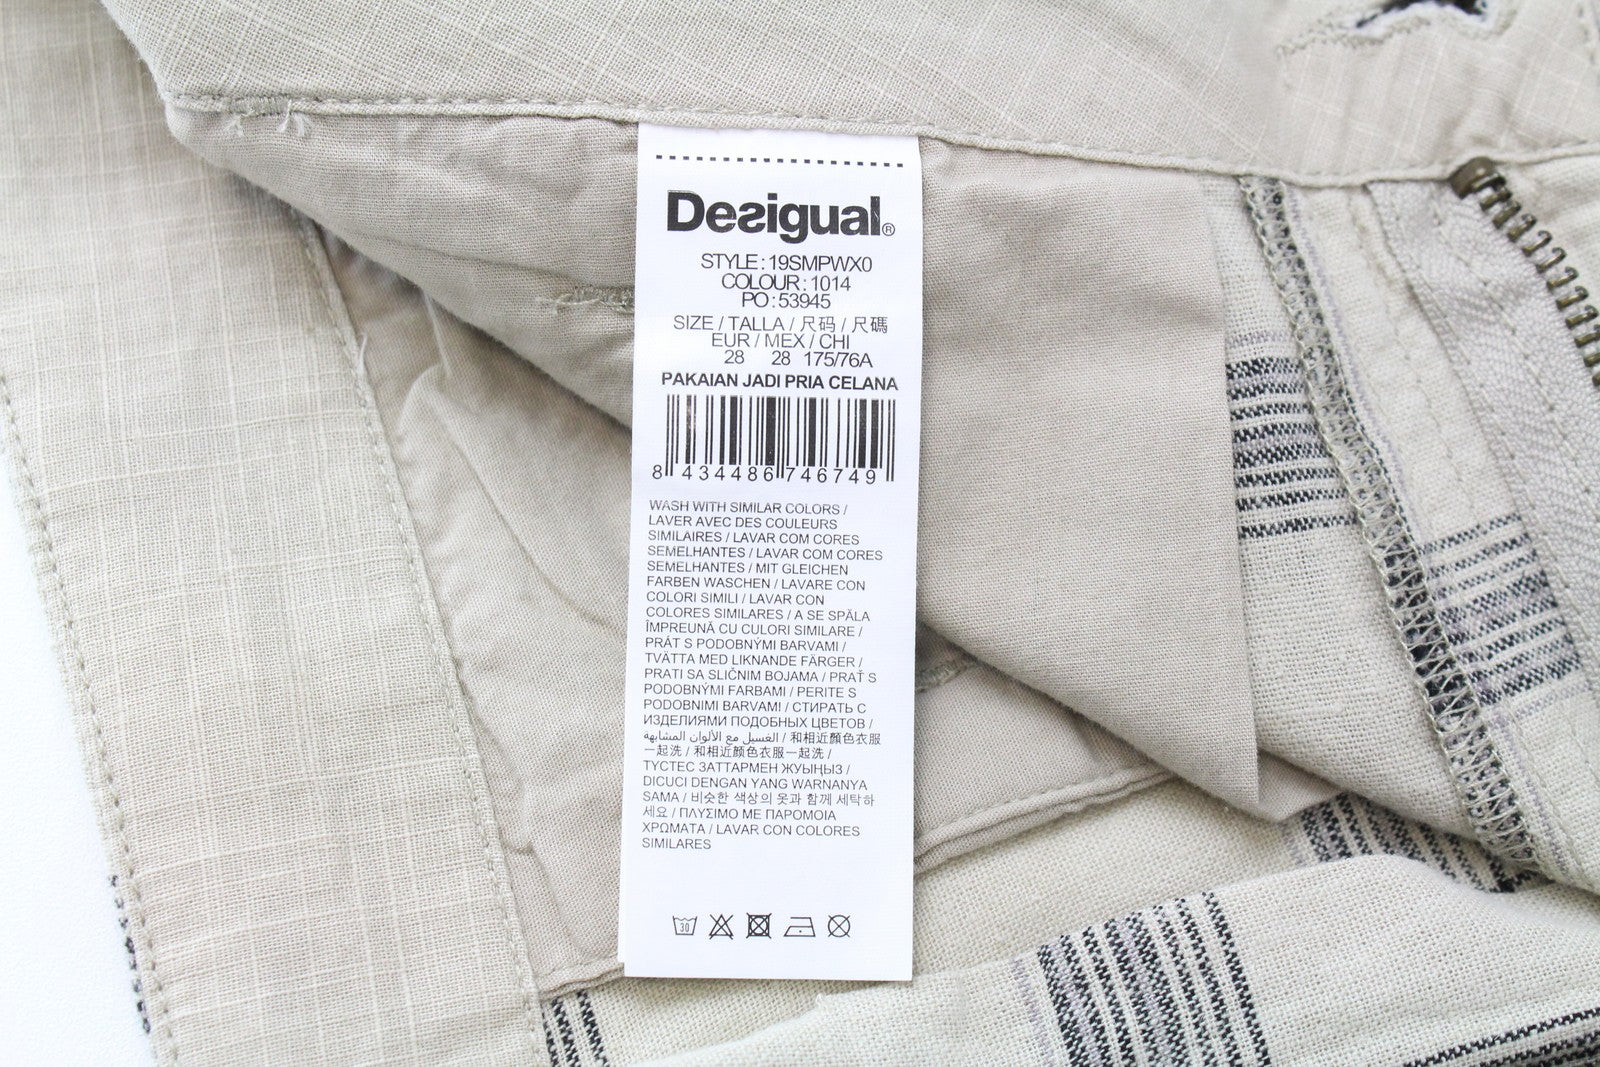 Desigual®
STYLE : 19SMPWX0
COLOUR : 1014
PO : 53945
SIZE / TALLA / 尺码 / 尺碼
EUR / MEX / CHI
28 28 175/76A
PAKAIAN JADI PRIA CELANA
8 434486 746749
WASH WITH SIMILAR COLORS /
LAVER AVEC DES COULEURS
SIMILAIRES / LAVAR COM CORES
SEMELHANTES / LAVAR COM CORES
SEMELHANTES / MIT GLEICHEN
FARBEN WASCHEN / LAVARE CON
COLORI SIMILI / LAVAR CON
COLORES SIMILARES / A SE SPĂLA
ÎMPREUNĂ CU CULORI SIMILARE /
PRÁT S PODOBNÝMI BARVAMI /
TVÄTTA MED LIKNANDE FÄRGER /
PRATI SA SLIČNIM BOJAMA / PRAŤ S
PODOBNÝMI FARBAMI / PERITE S
PODOBNIMI BARVAMI / СТИРАТЬ С
ИЗДЕЛИЯМИ ПОДОБНЫХ ЦВЕТОВ /
الغسيل مع الألوان المشابهة / 和相近顏色衣服
一起洗 / 和相近顏色衣服一起洗 /
ТҮСТЕС ЗАТТАРМЕН ЖУЫҢЫЗ /
DICUCI DENGAN YANG WARNANYA
SAMA / 비슷한 색상의 옷과 함께 세탁하
세요 / ΠΛΥΣΙΜΟ ΜΕ ΠΑΡΟΜΟΙΑ
ΧΡΩΜΑΤΑ / LAVAR CON COLORES
SIMILARES
30